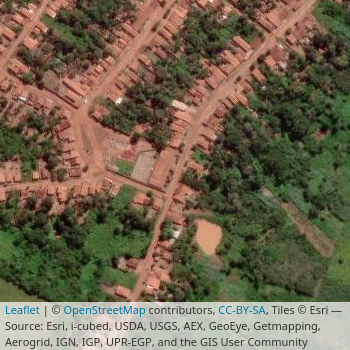 Leaflet | © OpenStreetMap contributors, CC-BY-SA, Tiles © Esri —
Source: Esri, i-cubed, USDA, USGS, AEX, GeoEye, Getmapping,
Aerogrid, IGN, IGP, UPR-EGP, and the GIS User Community